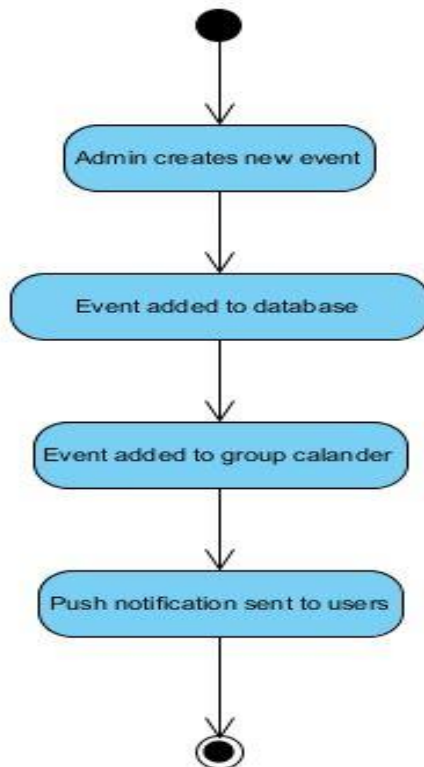 Admin creates new event
Event added to database
Event added to group calander
Push notification sent to users